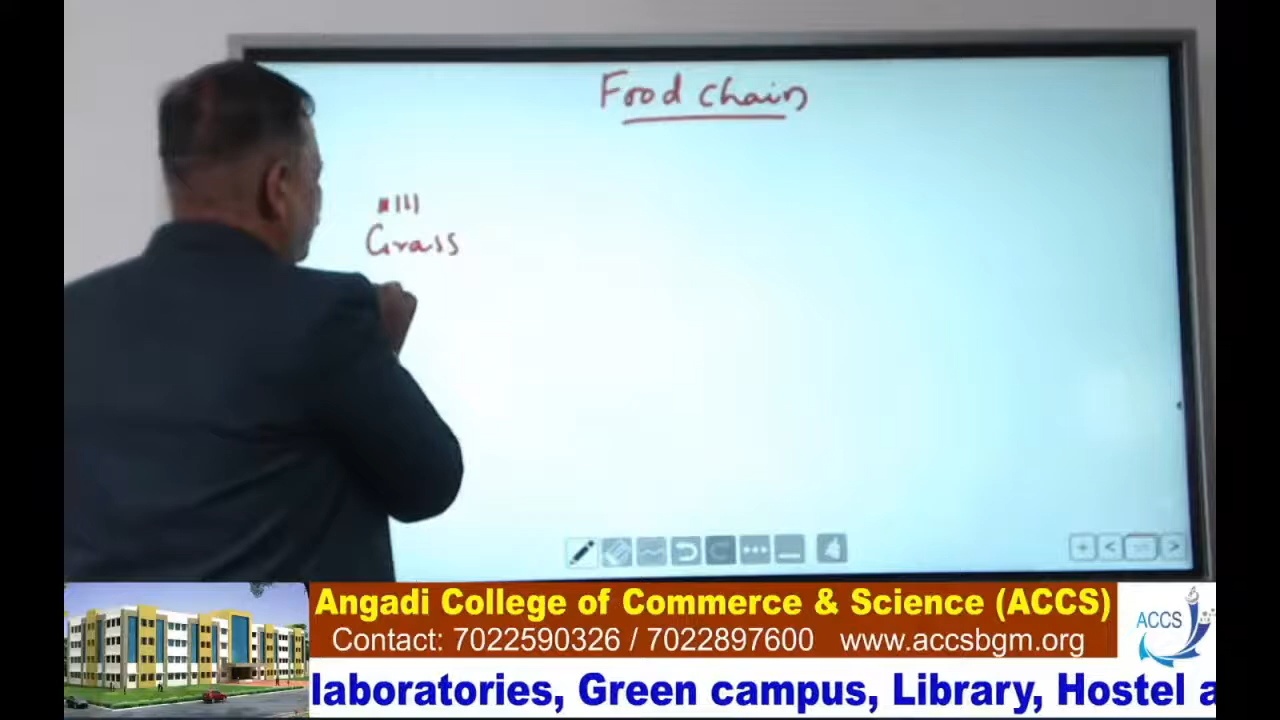 Food chain
Grass
Angadi College of Commerce & Science (ACCS)
Contact: 7022590326 / 7022897600 www.accsbgm.org
ACCS
laboratories, Green campus, Library, Hostel a